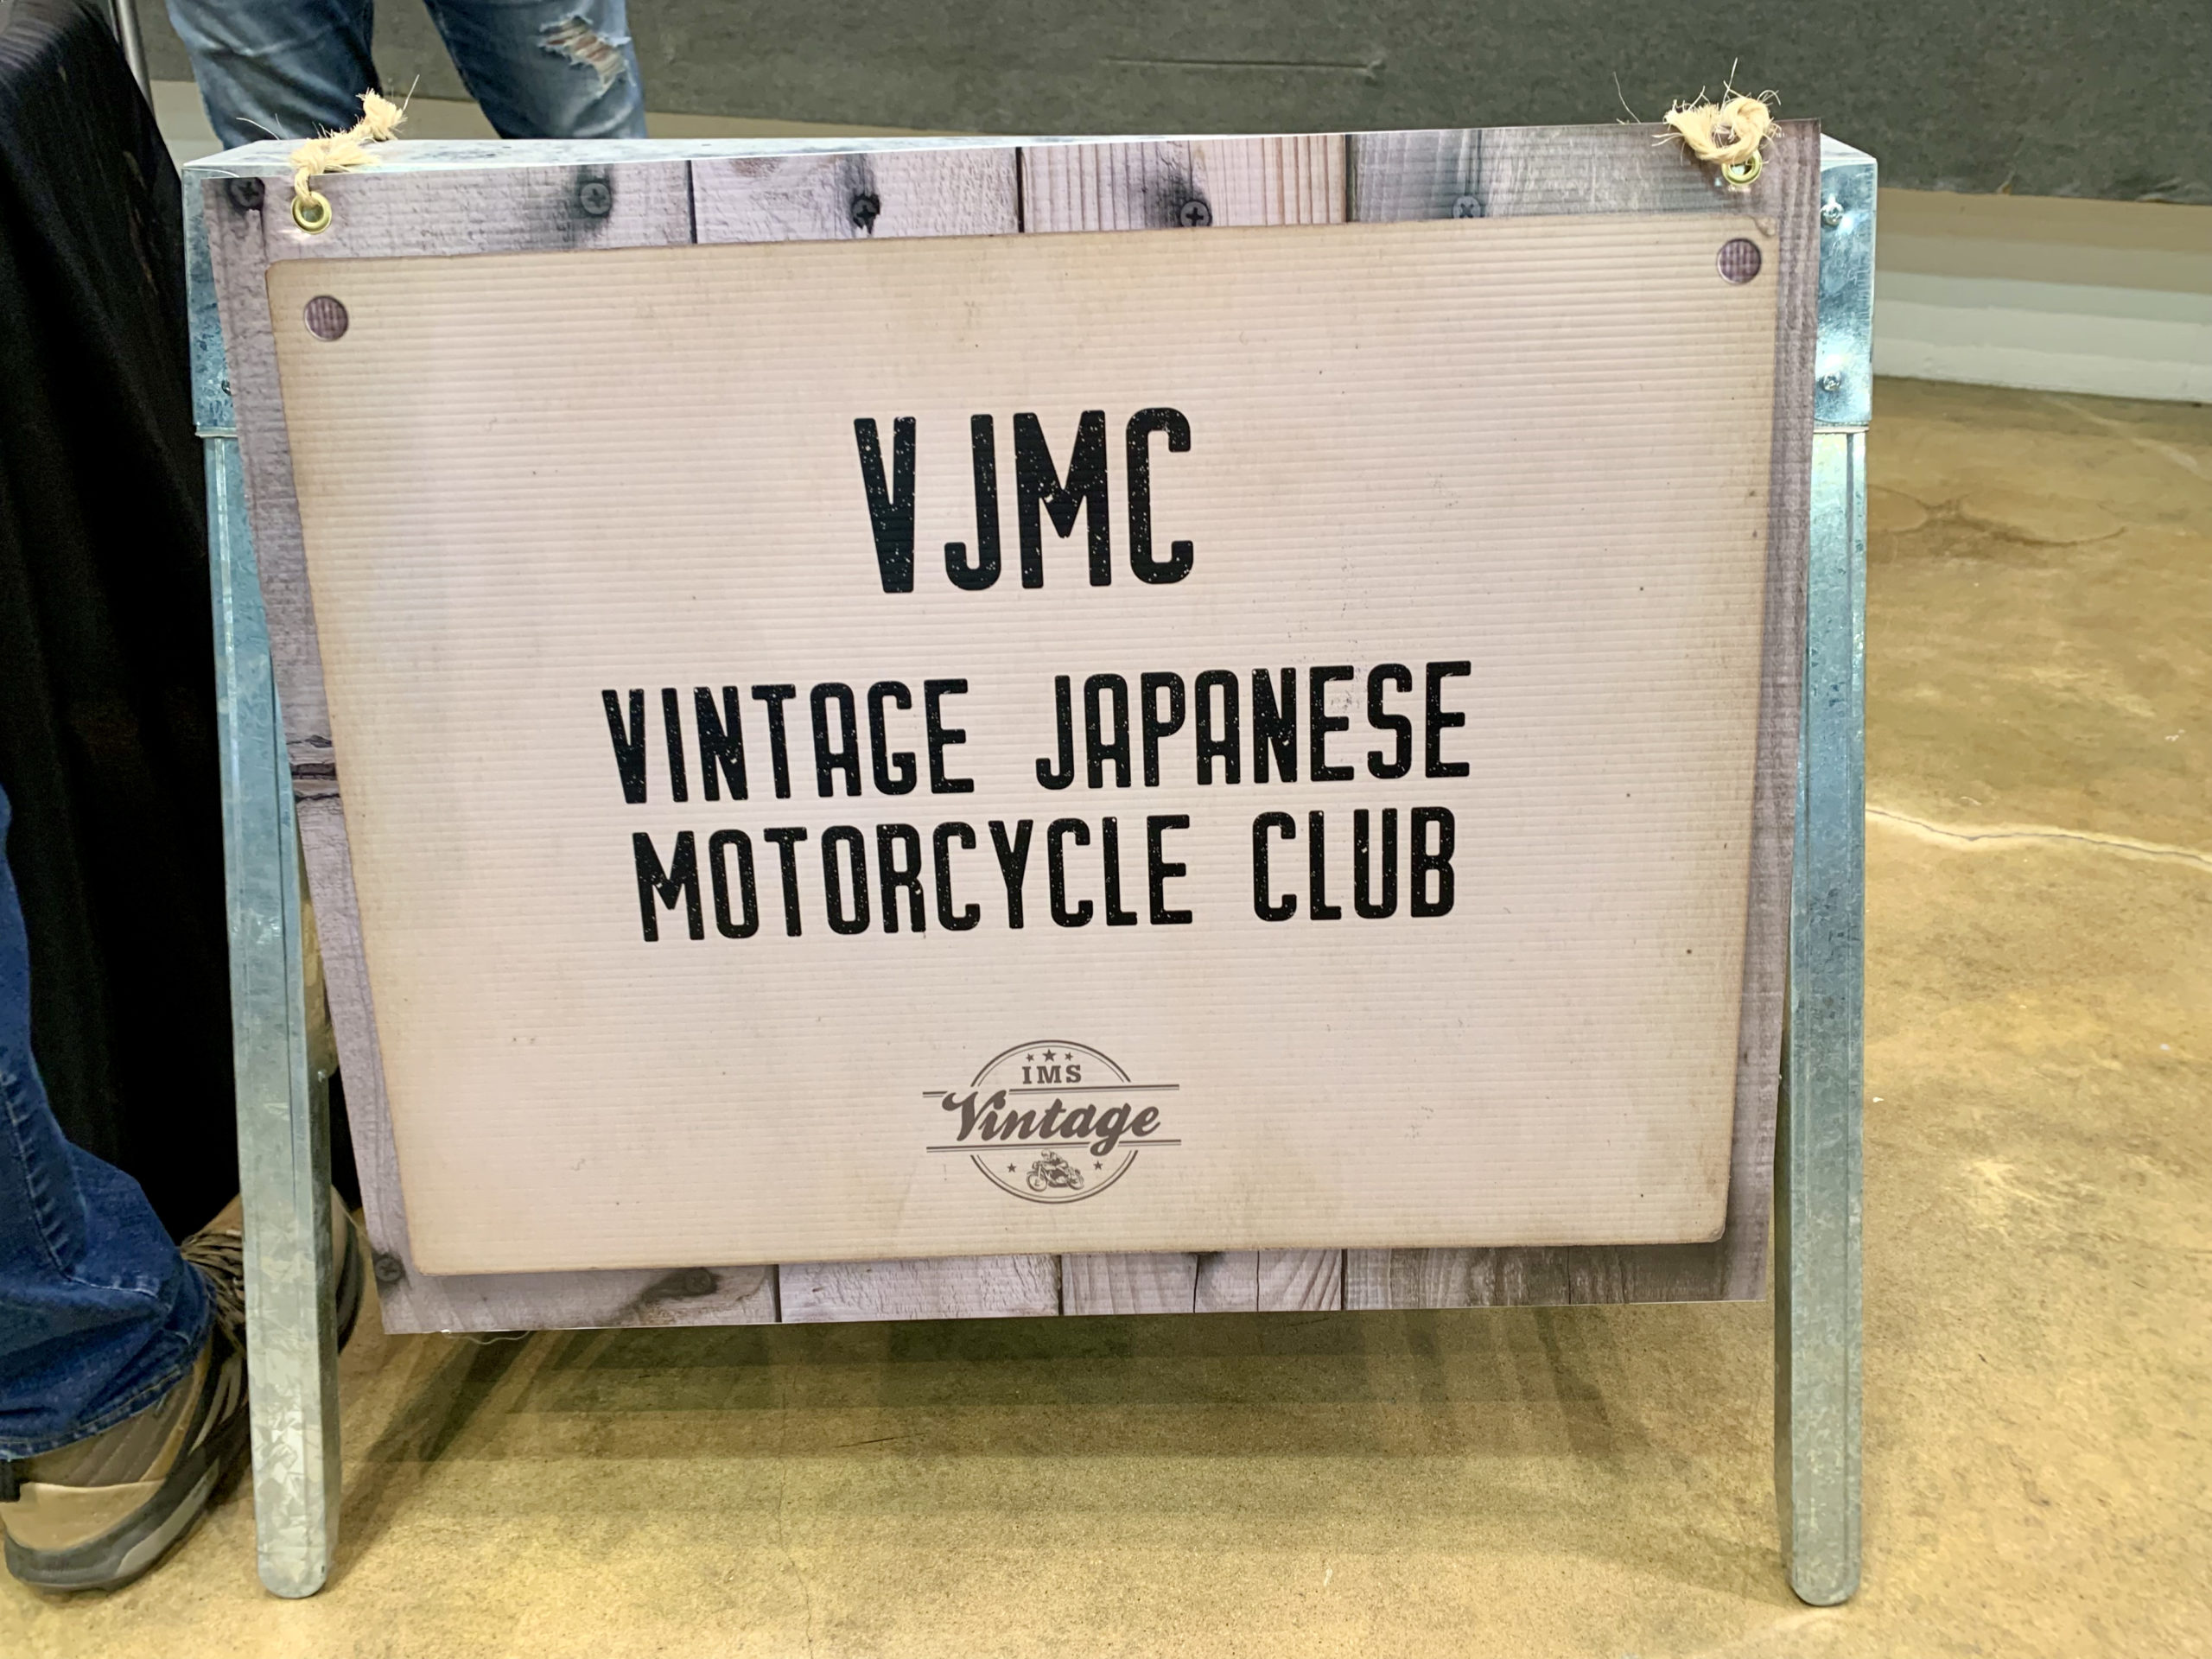 VJMC
VINTAGE JAPANESE
MOTORCYCLE CLUB
IMS
Vintage